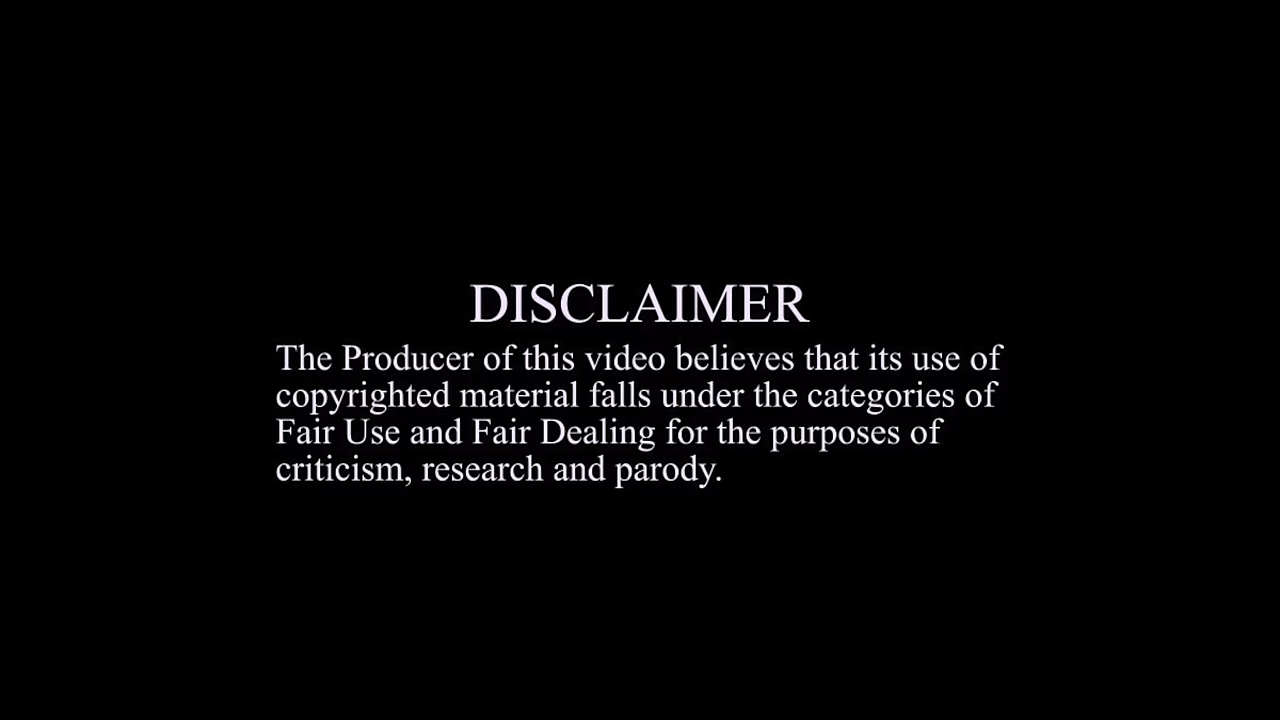 DISCLAIMER
The Producer of this video believes that its use of
copyrighted material falls under the categories of
Fair Use and Fair Dealing for the purposes of
criticism, research and parody.